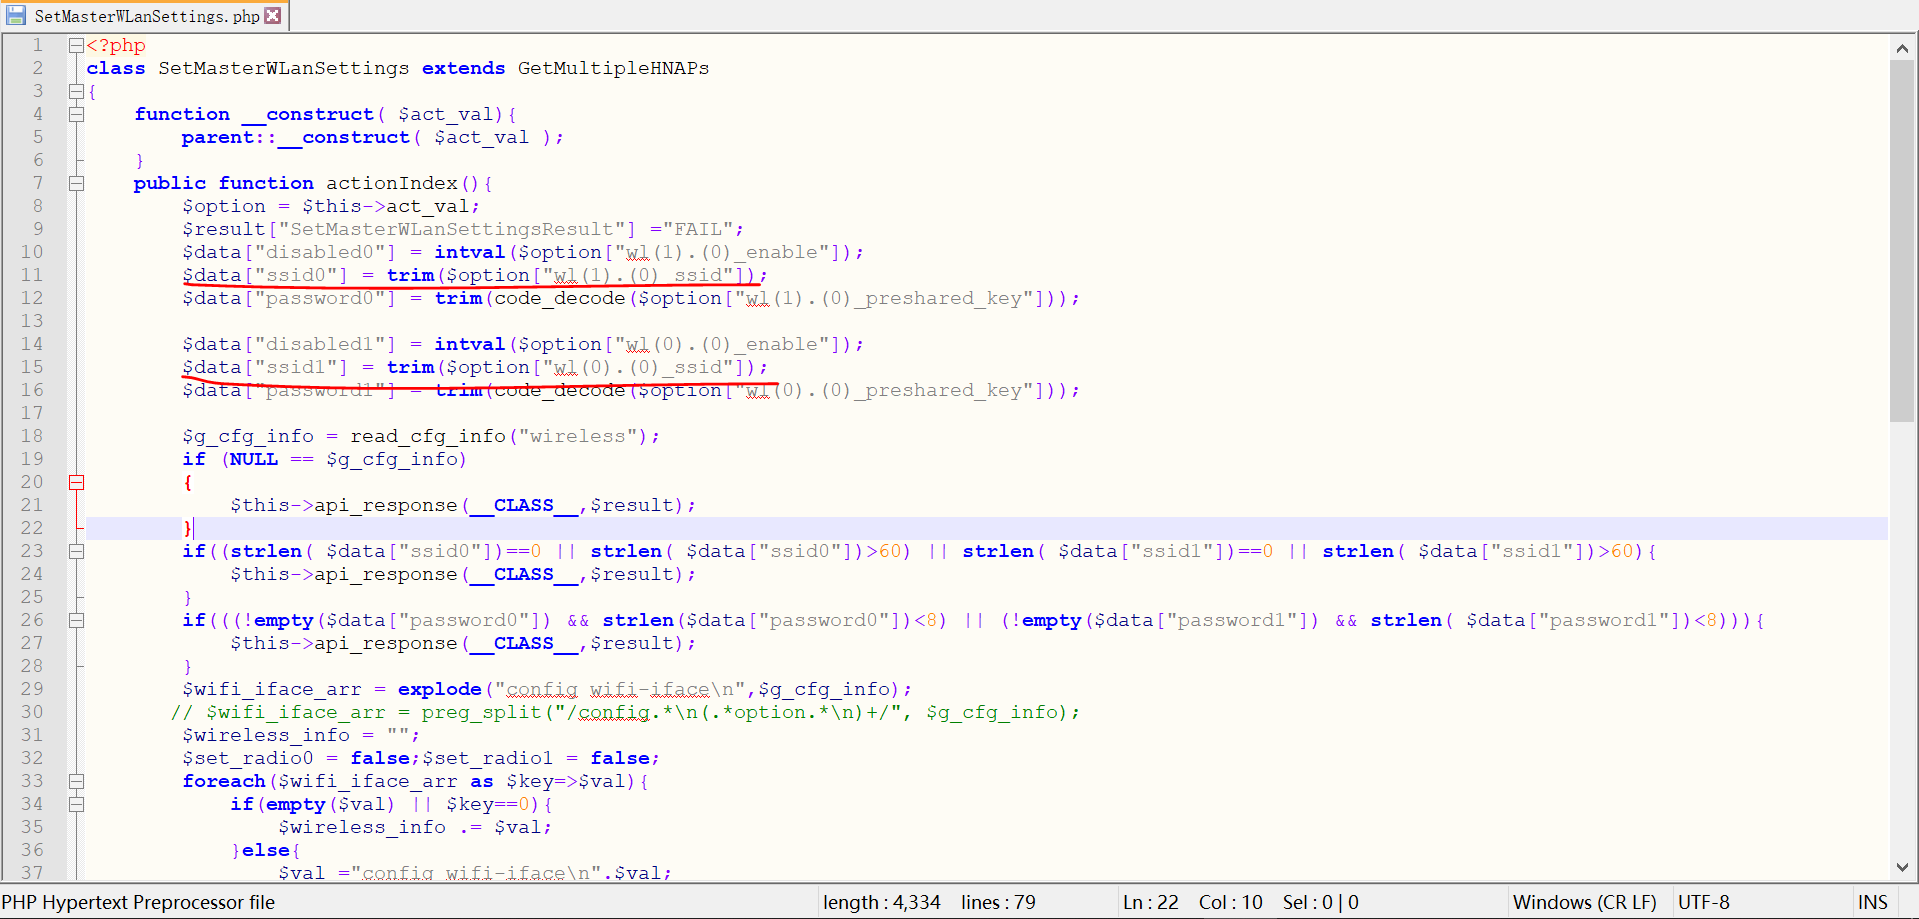 SetMasterWLanSettings.php
1 <?php
2 class SetMasterWLanSettings extends GetMultipleHNAPs
3 {
4     function __construct( $act_val){
5         parent::__construct( $act_val );
6     }
7     public function actionIndex(){
8         $option = $this->act_val;
9         $result["SetMasterWLanSettingsResult"] ="FAIL";
10         $data["disabled0"] = intval($option["wl(1).(0)_enable"]);
11         $data["ssid0"] = trim($option["wl(1).(0)_ssid"]);
12         $data["password0"] = trim(code_decode($option["wl(1).(0)_preshared_key"]));
13
14         $data["disabled1"] = intval($option["wl(0).(0)_enable"]);
15         $data["ssid1"] = trim($option["wl(0).(0)_ssid"]);
16         $data["password1"] = trim(code_decode($option["wl(0).(0)_preshared_key"]));
17
18         $g_cfg_info = read_cfg_info("wireless");
19         if (NULL == $g_cfg_info)
20         {
21             $this->api_response(__CLASS__,$result);
22         }
23         if((strlen( $data["ssid0"])==0 || strlen( $data["ssid0"])>60) || strlen( $data["ssid1"])==0 || strlen( $data["ssid1"])>60){
24             $this->api_response(__CLASS__,$result);
25         }
26         if(((!empty($data["password0"]) && strlen($data["password0"])<8) || (!empty($data["password1"]) && strlen( $data["password1"])<8))){
27             $this->api_response(__CLASS__,$result);
28         }
29         $wifi_iface_arr = explode("config wifi-iface\n",$g_cfg_info);
30        // $wifi_iface_arr = preg_split("/config.*\n(.*option.*\n)+/", $g_cfg_info);
31         $wireless_info = "";
32         $set_radio0 = false;$set_radio1 = false;
33         foreach($wifi_iface_arr as $key=>$val){
34             if(empty($val) || $key==0){
35                 $wireless_info .= $val;
36             }else{
37                 $val ="config wifi-iface\n".$val;
PHP Hypertext Preprocessor file length : 4,334 lines : 79 Ln : 22 Col : 10 Sel : 0 | 0 Windows (CR LF) UTF-8 INS